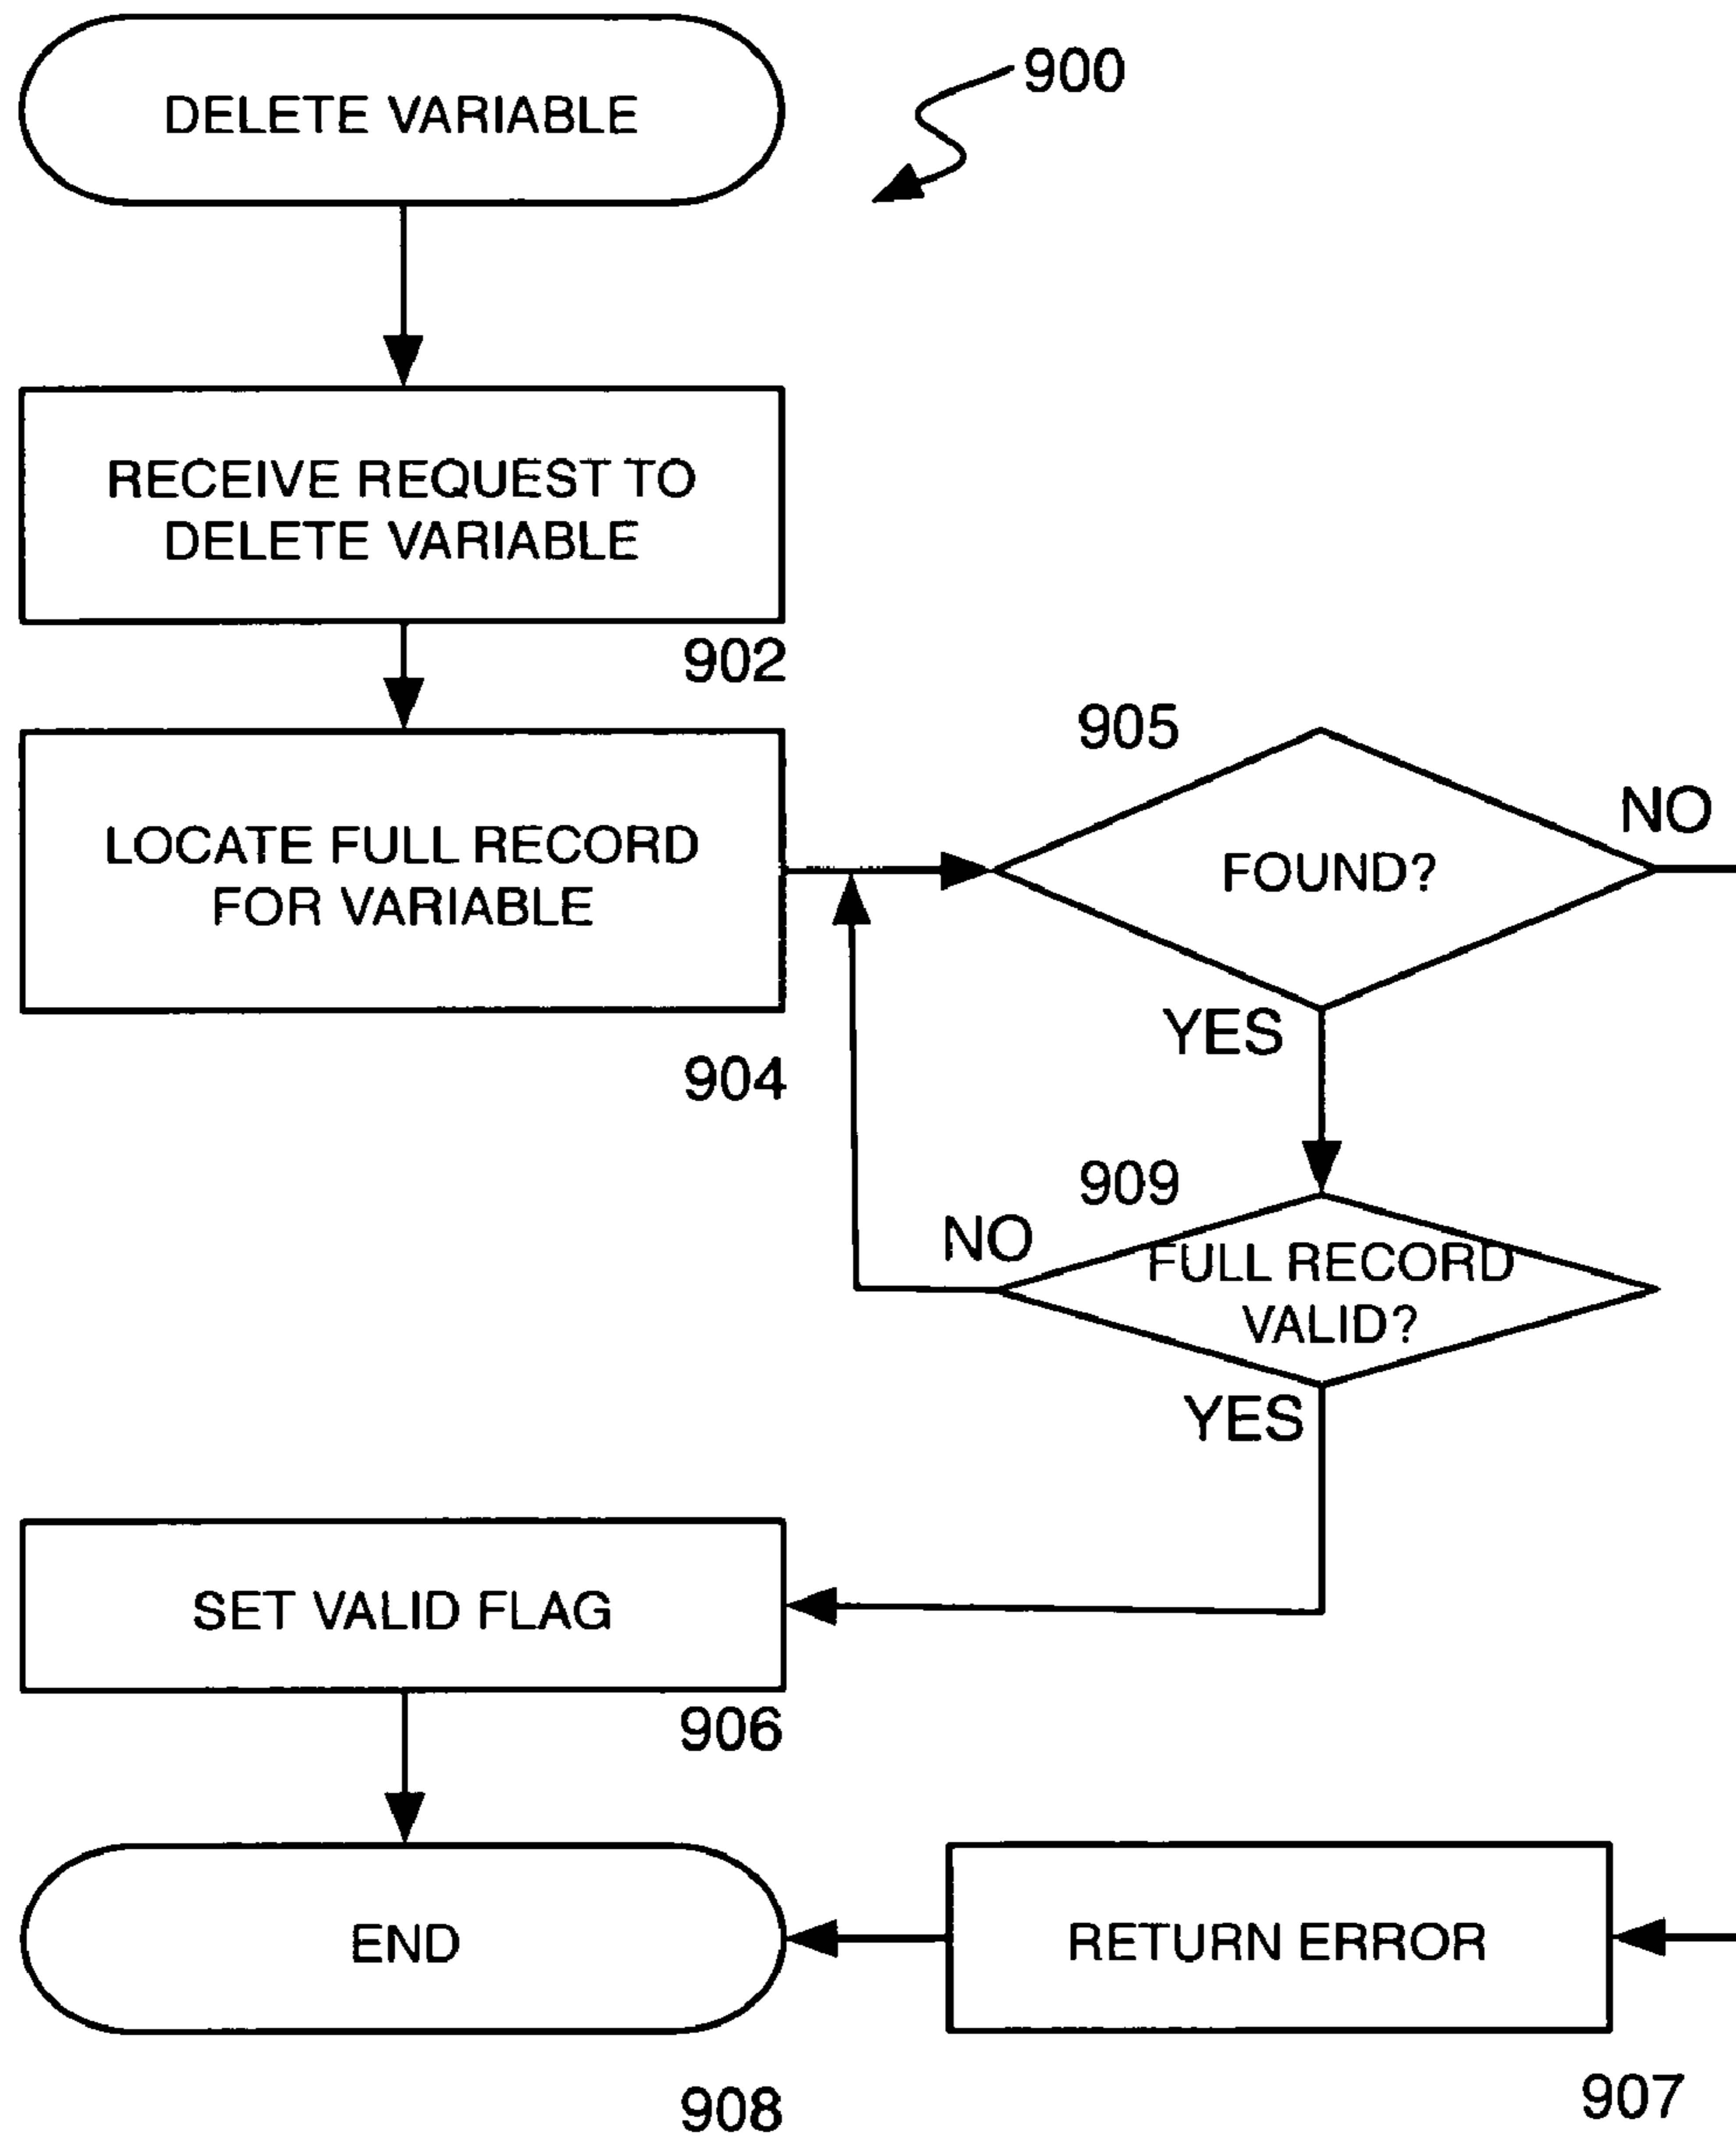 DELETE VARIABLE
900
RECEIVE REQUEST TO
DELETE VARIABLE
902
LOCATE FULL RECORD
FOR VARIABLE
904
905
FOUND?
NO
YES
909
NO
FULL RECORD
VALID?
YES
SET VALID FLAG
906
END
908
RETURN ERROR
907